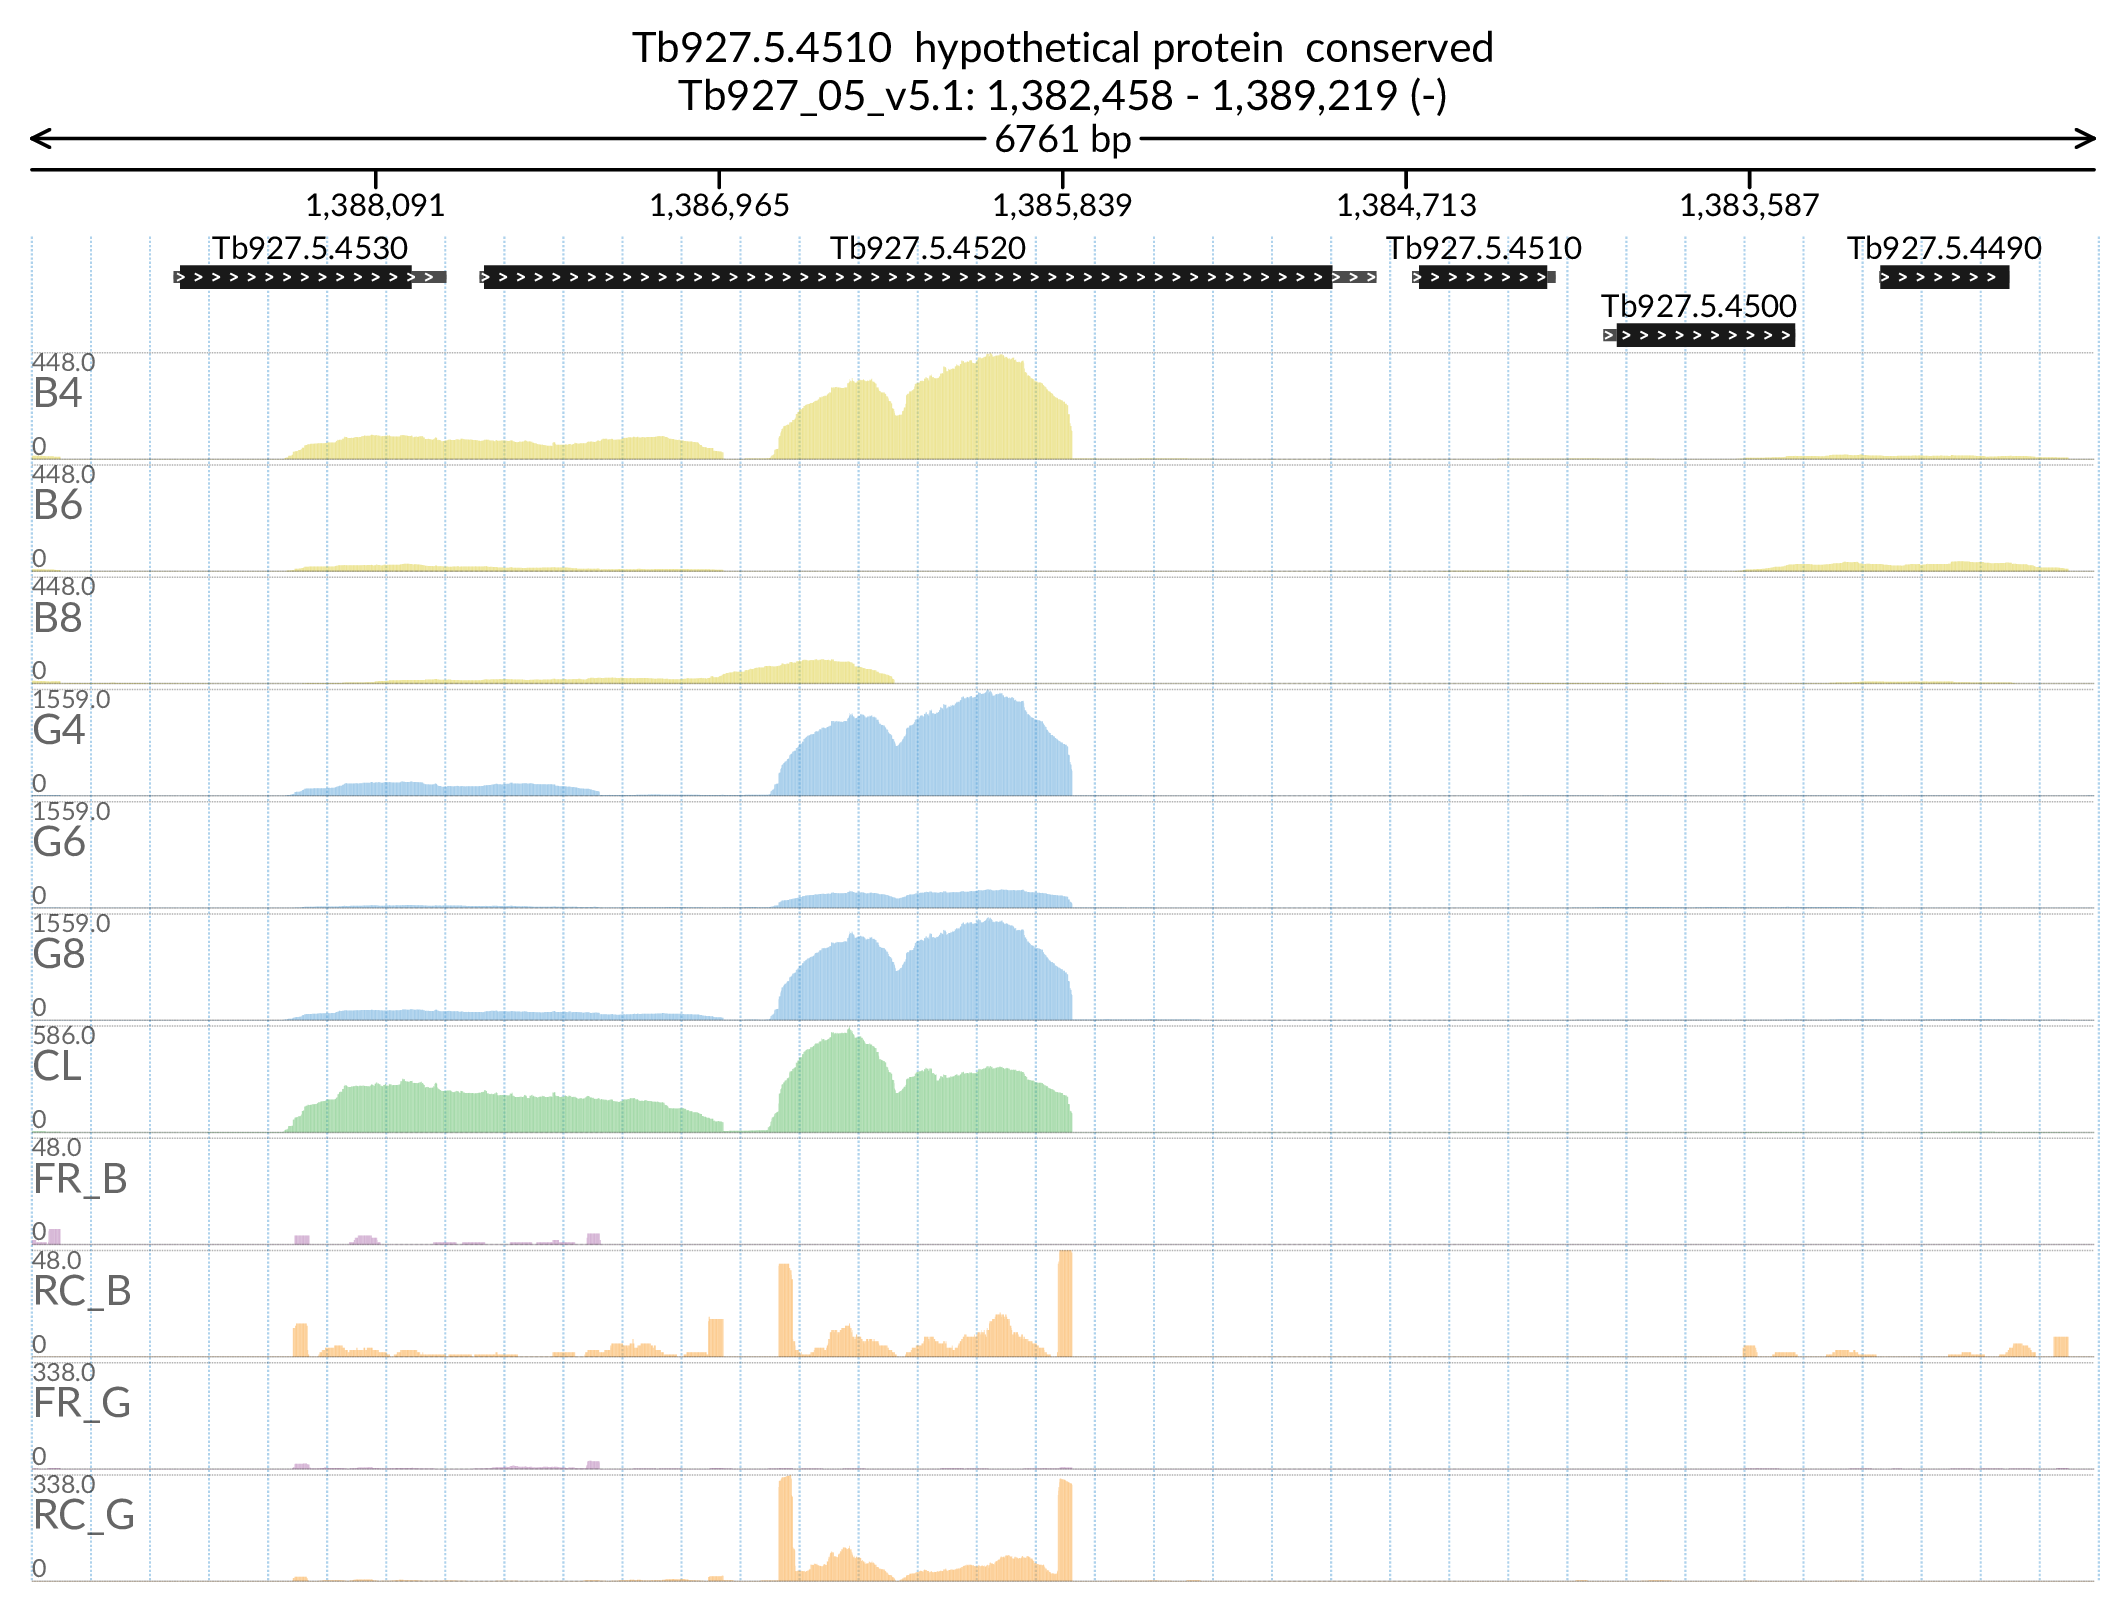 Tb927.5.4510 hypothetical protein conserved
Tb927_05_v5.1: 1,382,458 - 1,389,219 (-)
6761 bp
1,388,091 1,386,965 1,385,839 1,384,713 1,383,587
Tb927.5.4530 Tb927.5.4520 Tb927.5.4510 Tb927.5.4490
Tb927.5.4500
448.0
B4
0
448.0
B6
0
448.0
B8
0
1559.0
G4
0
1559.0
G6
0
1559.0
G8
0
586.0
CL
0
48.0
FR_B
0
48.0
RC_B
0
338.0
FR_G
0
338.0
RC_G
0